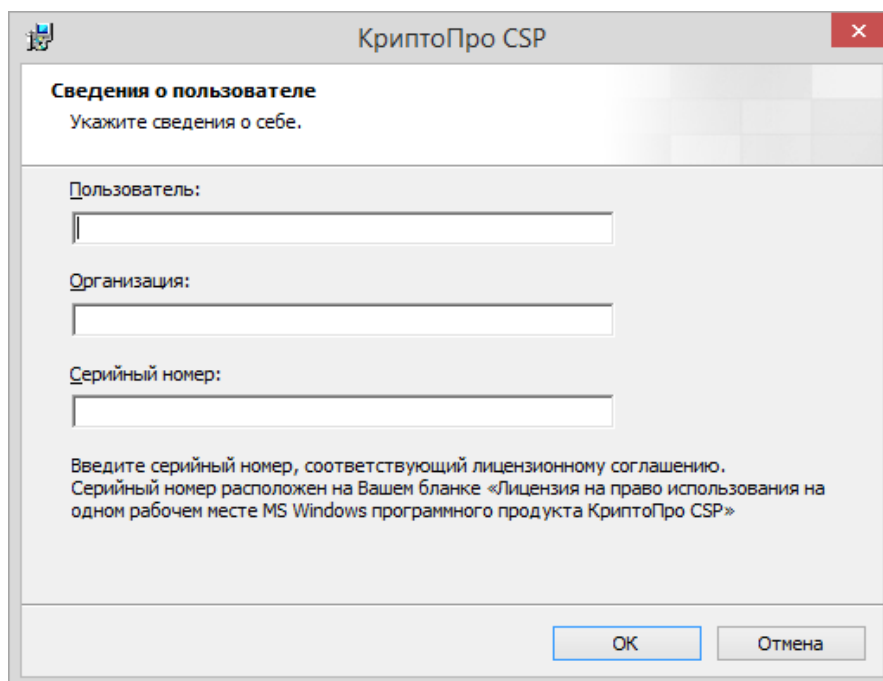 КриптоПро CSP
Сведения о пользователе
Укажите сведения о себе.
Пользователь:
Организация:
Серийный номер:
Введите серийный номер, соответствующий лицензионному соглашению.
Серийный номер расположен на Вашем бланке «Лицензия на право использования на
одном рабочем месте MS Windows программного продукта КриптоПро CSP»
ОК
Отмена